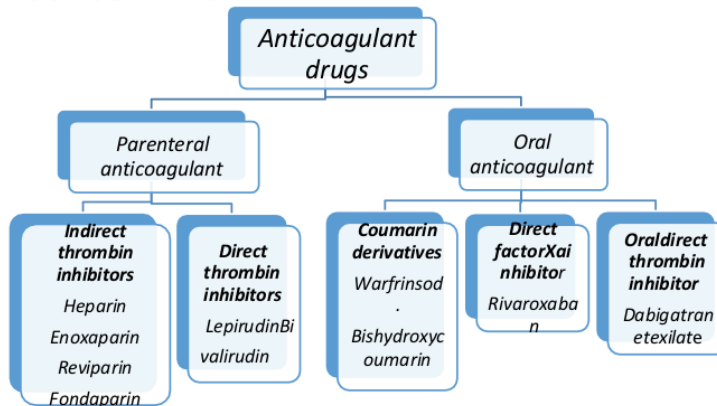 Anticoagulant
drugs
Parenteral
anticoagulant
Oral
anticoagulant
Indirect
thrombin
inhibitors
Heparin
Enoxaparin
Reviparin
Fondaparin
Direct
thrombin
inhibitors
LepirudinBi
valirudin
Coumarin
derivatives
Warfrinsod
.
Bishydroxyc
oumarin
Direct
factorXai
nhibitor
Rivaroxaba
n
Oraldirect
thrombin
inhibitor
Dabigatran
etexilate